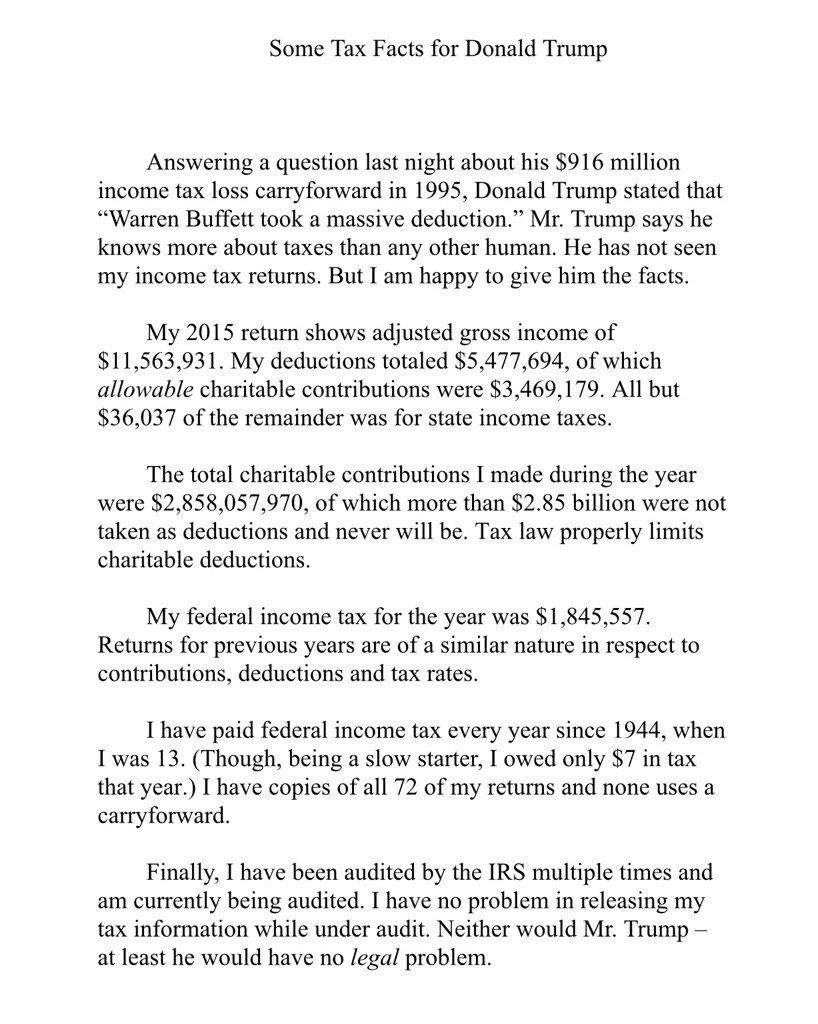 Some Tax Facts for Donald Trump
Answering a question last night about his $916 million
income tax loss carryforward in 1995, Donald Trump stated that
“Warren Buffett took a massive deduction.” Mr. Trump says he
knows more about taxes than any other human. He has not seen
my income tax returns. But I am happy to give him the facts.
My 2015 return shows adjusted gross income of
$11,563,931. My deductions totaled $5,477,694, of which
allowable charitable contributions were $3,469,179. All but
$36,037 of the remainder was for state income taxes.
The total charitable contributions I made during the year
were $2,858,057,970, of which more than $2.85 billion were not
taken as deductions and never will be. Tax law properly limits
charitable deductions.
My federal income tax for the year was $1,845,557.
Returns for previous years are of a similar nature in respect to
contributions, deductions and tax rates.
I have paid federal income tax every year since 1944, when
I was 13. (Though, being a slow starter, I owed only $7 in tax
that year.) I have copies of all 72 of my returns and none uses a
carryforward.
Finally, I have been audited by the IRS multiple times and
am currently being audited. I have no problem in releasing my
tax information while under audit. Neither would Mr. Trump –
at least he would have no legal problem.